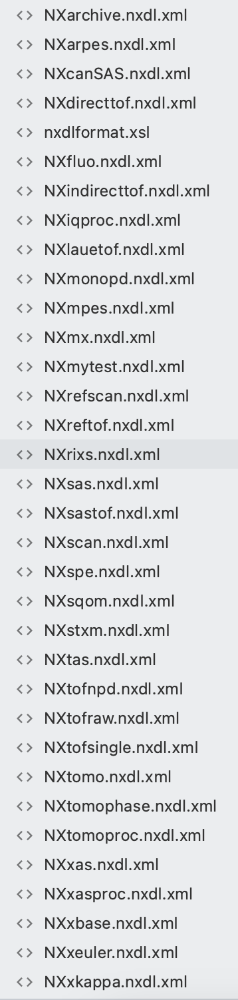 NXarchive.nxdl.xml
NXarpes.nxdl.xml
NXcanSAS.nxdl.xml
NXdirecttof.nxdl.xml
nxdlformat.xsl
NXfluo.nxdl.xml
NXindirecttof.nxdl.xml
NXiqproc.nxdl.xml
NXlauetof.nxdl.xml
NXmonopd.nxdl.xml
NXmpes.nxdl.xml
NXmx.nxdl.xml
NXmytest.nxdl.xml
NXrefscan.nxdl.xml
NXreftof.nxdl.xml
NXrixs.nxdl.xml
NXsas.nxdl.xml
NXsastof.nxdl.xml
NXscan.nxdl.xml
NXspe.nxdl.xml
NXsqom.nxdl.xml
NXstxm.nxdl.xml
NXtas.nxdl.xml
NXtofnpd.nxdl.xml
NXtofraw.nxdl.xml
NXtofsingle.nxdl.xml
NXtomo.nxdl.xml
NXtomophase.nxdl.xml
NXtomoproc.nxdl.xml
NXxas.nxdl.xml
NXxasproc.nxdl.xml
NXxbase.nxdl.xml
NXxeuler.nxdl.xml
NXxkappa.nxdl.xml